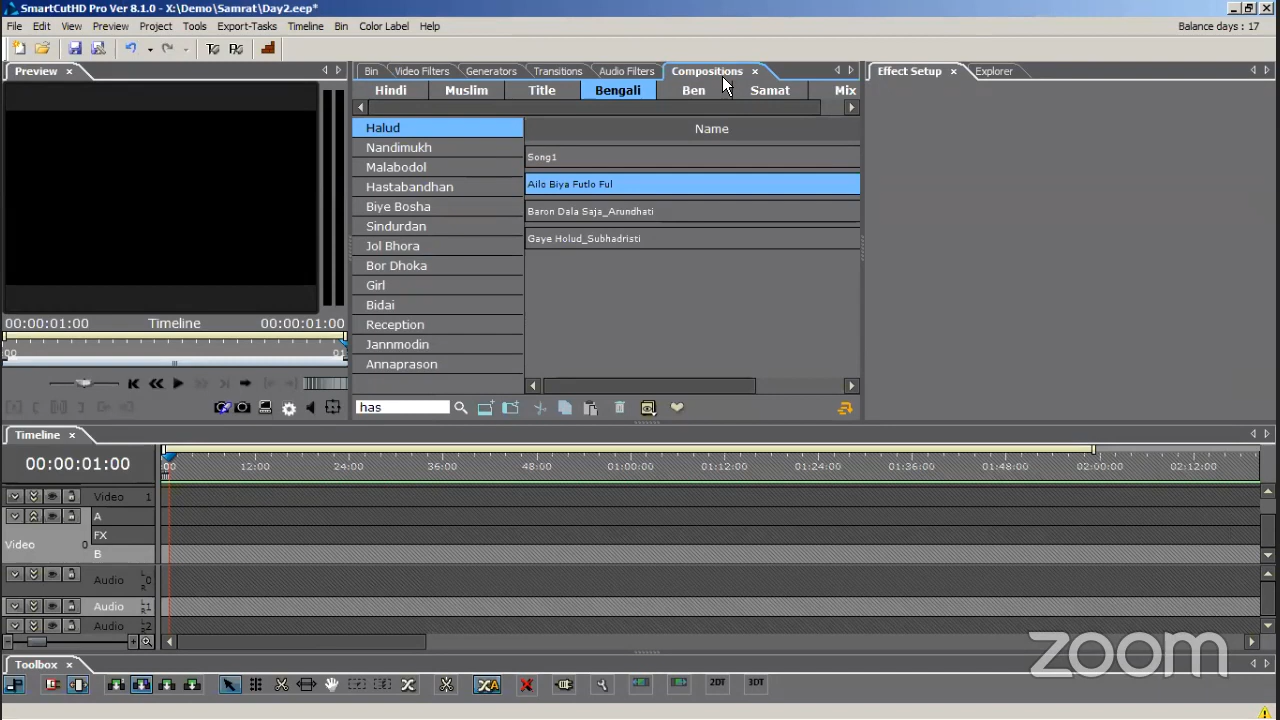 SmartCutHD Pro Ver 8.1.0 - X:\Demo\Samrat\Day2.eep*
File Edit View Preview Project Tools Export-Tasks Timeline Bin Color Label Help
Balance days : 17
Preview
Bin Video Filters Generators Transitions Audio Filters Compositions
Effect Setup Explorer
Hindi Muslim Title Bengali Ben Samat Mix
Halud
Nandimukh
Malabodol
Hastabandhan
Biye Bosha
Sindurdan
Jol Bhora
Bor Dhoka
Girl
Bidai
Reception
Jannmodin
Annaprason
Name
Song1
Ailo Biya Futlo Ful
Baron Dala Saja_Arundhati
Gaye Holud_Subhadristi
00:00:01:00 Timeline 00:00:01:00
00 01
has
Timeline
00:00:01:00
00 12:00 24:00 36:00 48:00 01:00:00 01:12:00 01:24:00 01:36:00 01:48:00 02:00:00 02:12:00
Video 1
A
FX
Video 0
B
Audio L 0 R
Audio L 1 R
Audio L 2 R
zoom
Toolbox
XA
2DT 3DT